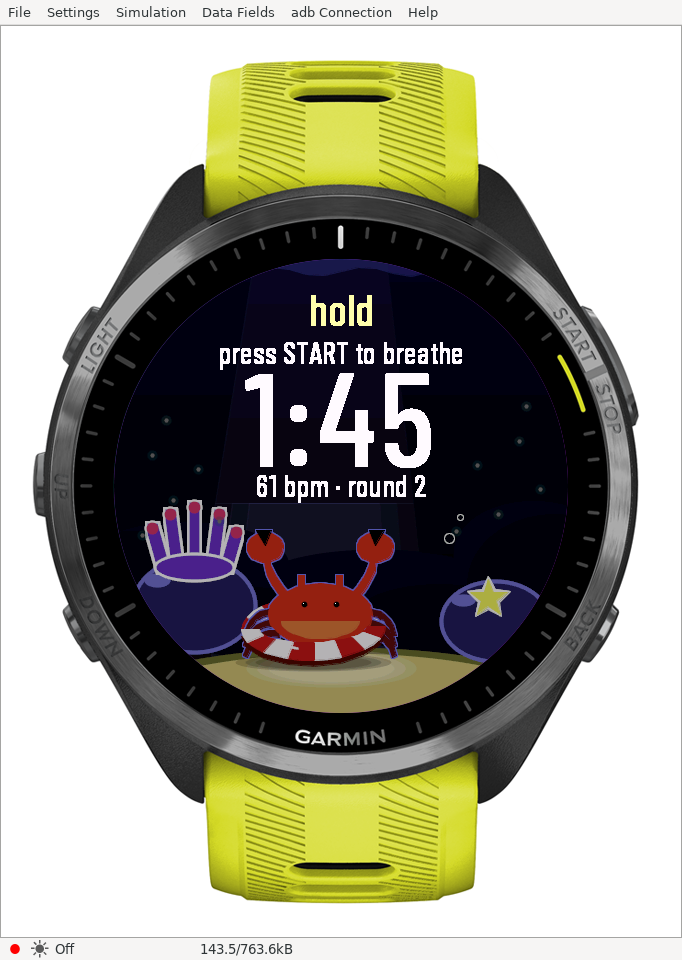 File Settings Simulation Data Fields adb Connection Help
LIGHT
START
STOP
hold
press START to breathe
1:45
61 bpm · round 2
UP
DOWN
BACK
GARMIN
Off 143.5/763.6kB